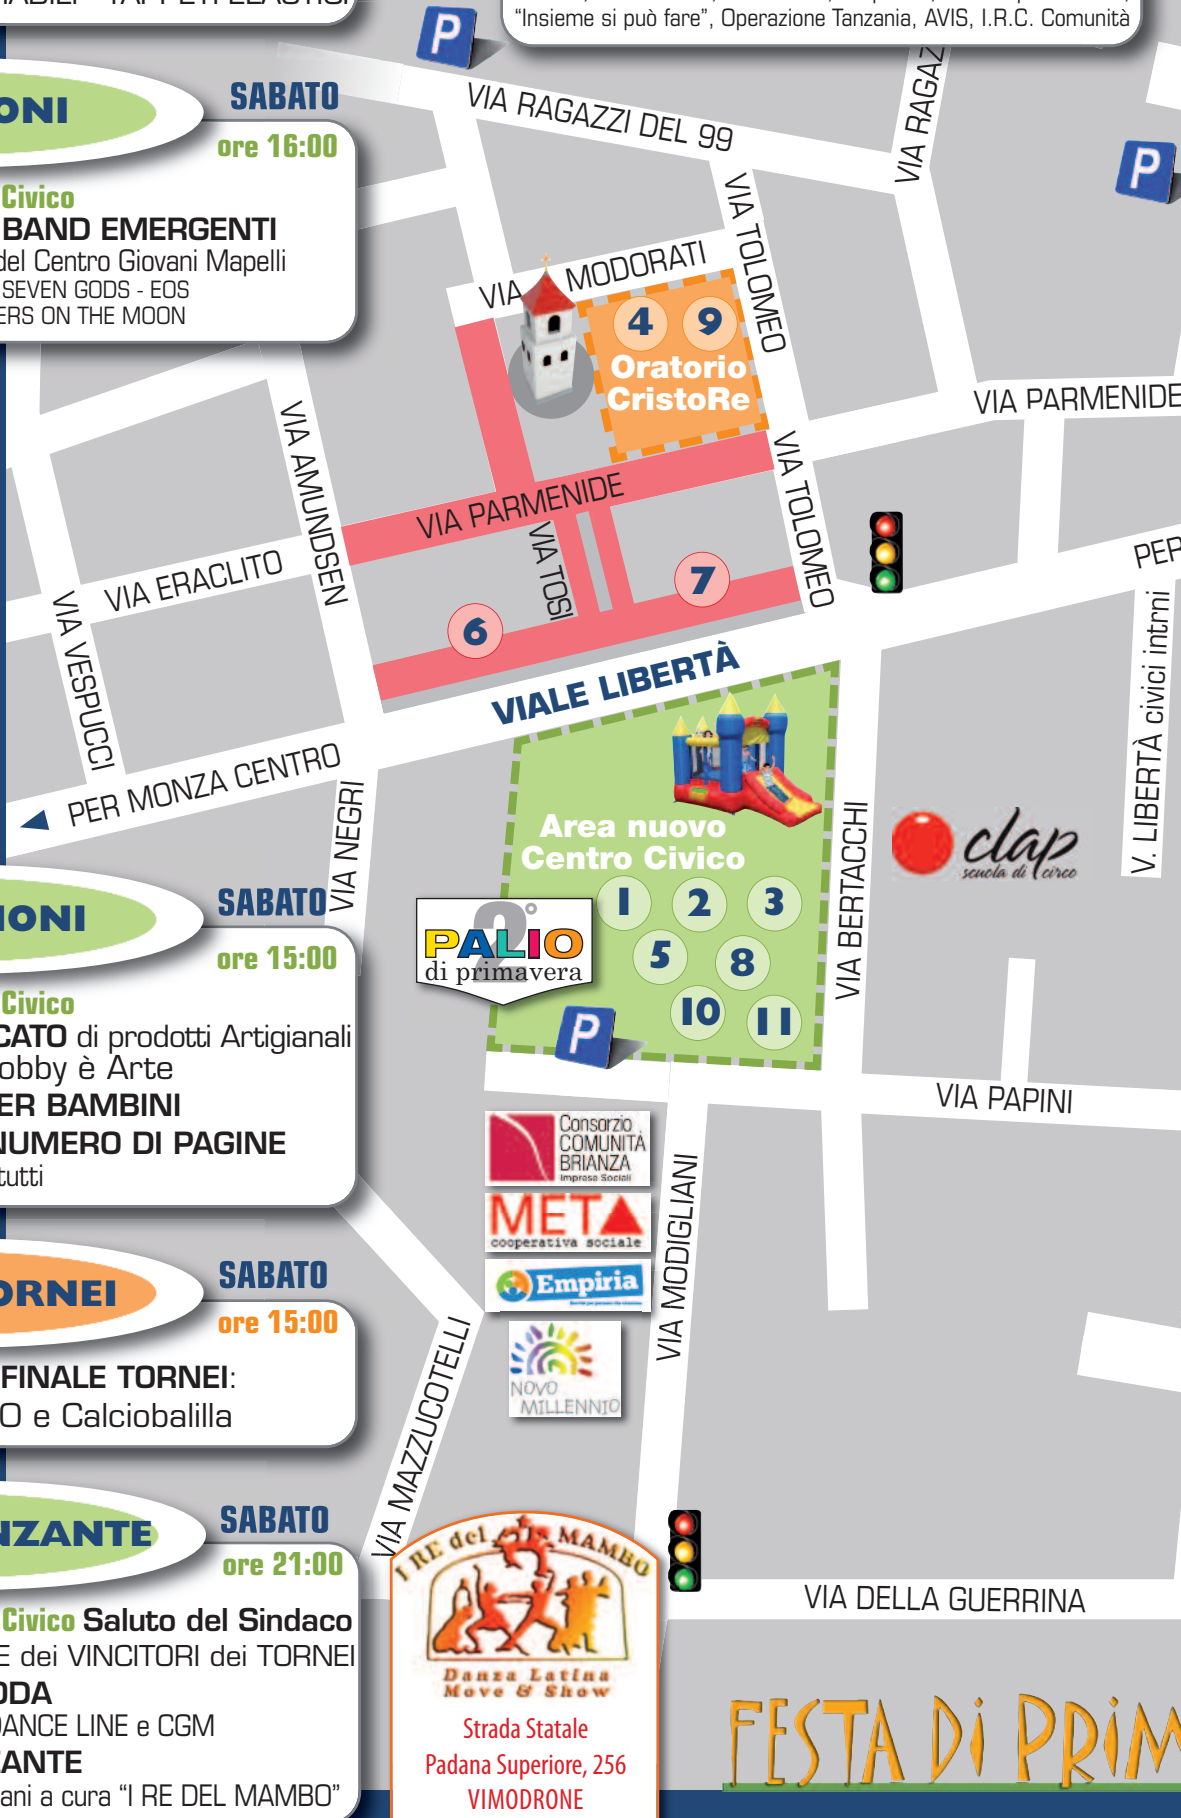 "Insieme si può fare", Operazione Tanzania, AVIS, I.R.C. Comunità
P
ONI
SABATO
ore 16:00
Civico
BAND EMERGENTI
del Centro Giovani Mapelli
SEVEN GODS - EOS
ERS ON THE MOON
VIA RAGAZZI DEL 99
VIA RAGAZ
P
VIA TOLOMEO
VIA MODORATI
4 9
Oratorio
CristoRe
VIA PARMENIDE
VIA AMUNDSEN
VIA PARMENIDE
VIA TOLOMEO
VIA TOSI
VIA ERACLITO
VIA VESPUCCI
6
7
PER
VIALE LIBERTÀ
PER MONZA CENTRO
VIA NEGRI
V. LIBERTÀ civici intrni
VIA BERTACCHI
Area nuovo
Centro Civico
1 2 3
5 8
10 11
P
clap
scuola di circo
2°
PALIO
di primavera
IONI
SABATO
ore 15:00
Civico
CATO di prodotti Artigianali
obby è Arte
ER BAMBINI
NUMERO DI PAGINE
tutti
VIA PAPINI
Consorzio
COMUNITÀ
BRIANZA
Imprese Sociali
META
cooperativa sociale
Empiria
NOVO
MILLENNIO
VIA MODIGLIANI
VIA MAZZUCOTELLI
ORNEI
SABATO
ore 15:00
FINALE TORNEI:
O e Calciobalilla
NZANTE
SABATO
ore 21:00
Civico Saluto del Sindaco
E dei VINCITORI dei TORNEI
ODA
DANCE LINE e CGM
ZANTE
ani a cura "I RE DEL MAMBO"
I RE del MAMBO
Danza Latina
Move & Show
Strada Statale
Padana Superiore, 256
VIMODRONE
VIA DELLA GUERRINA
FESTA Di PRiM